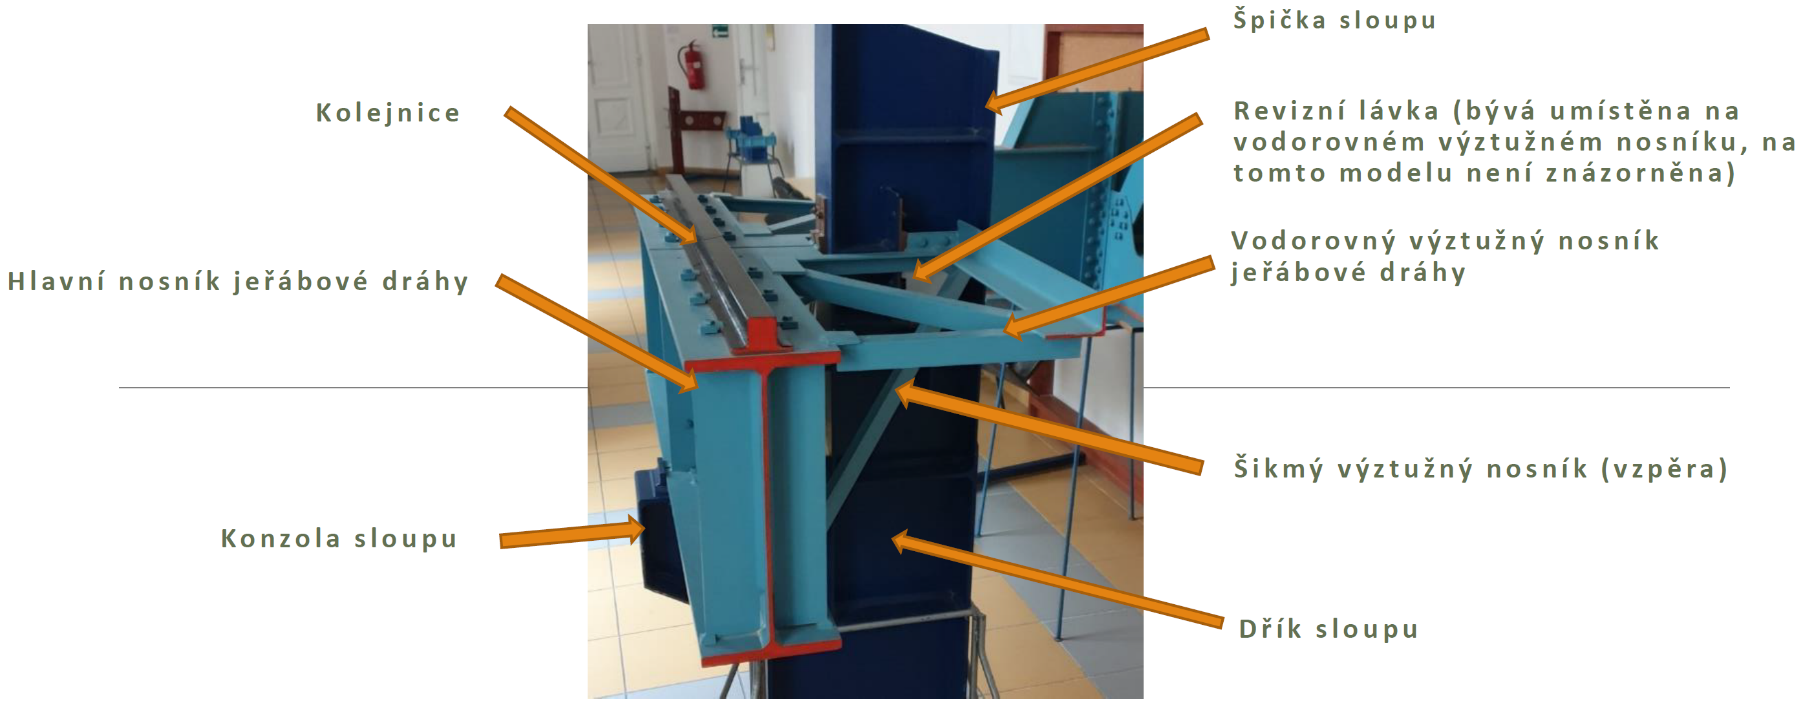 Špička sloupu
Kolejnice
Revizní lávka (bývá umístěna na
vodorovném výztužném nosníku, na
tomto modelu není znázorněna)
Vodorovný výztužný nosník
jeřábové dráhy
Hlavní nosník jeřábové dráhy
Šikmý výztužný nosník (vzpěra)
Konzola sloupu
Dřík sloupu